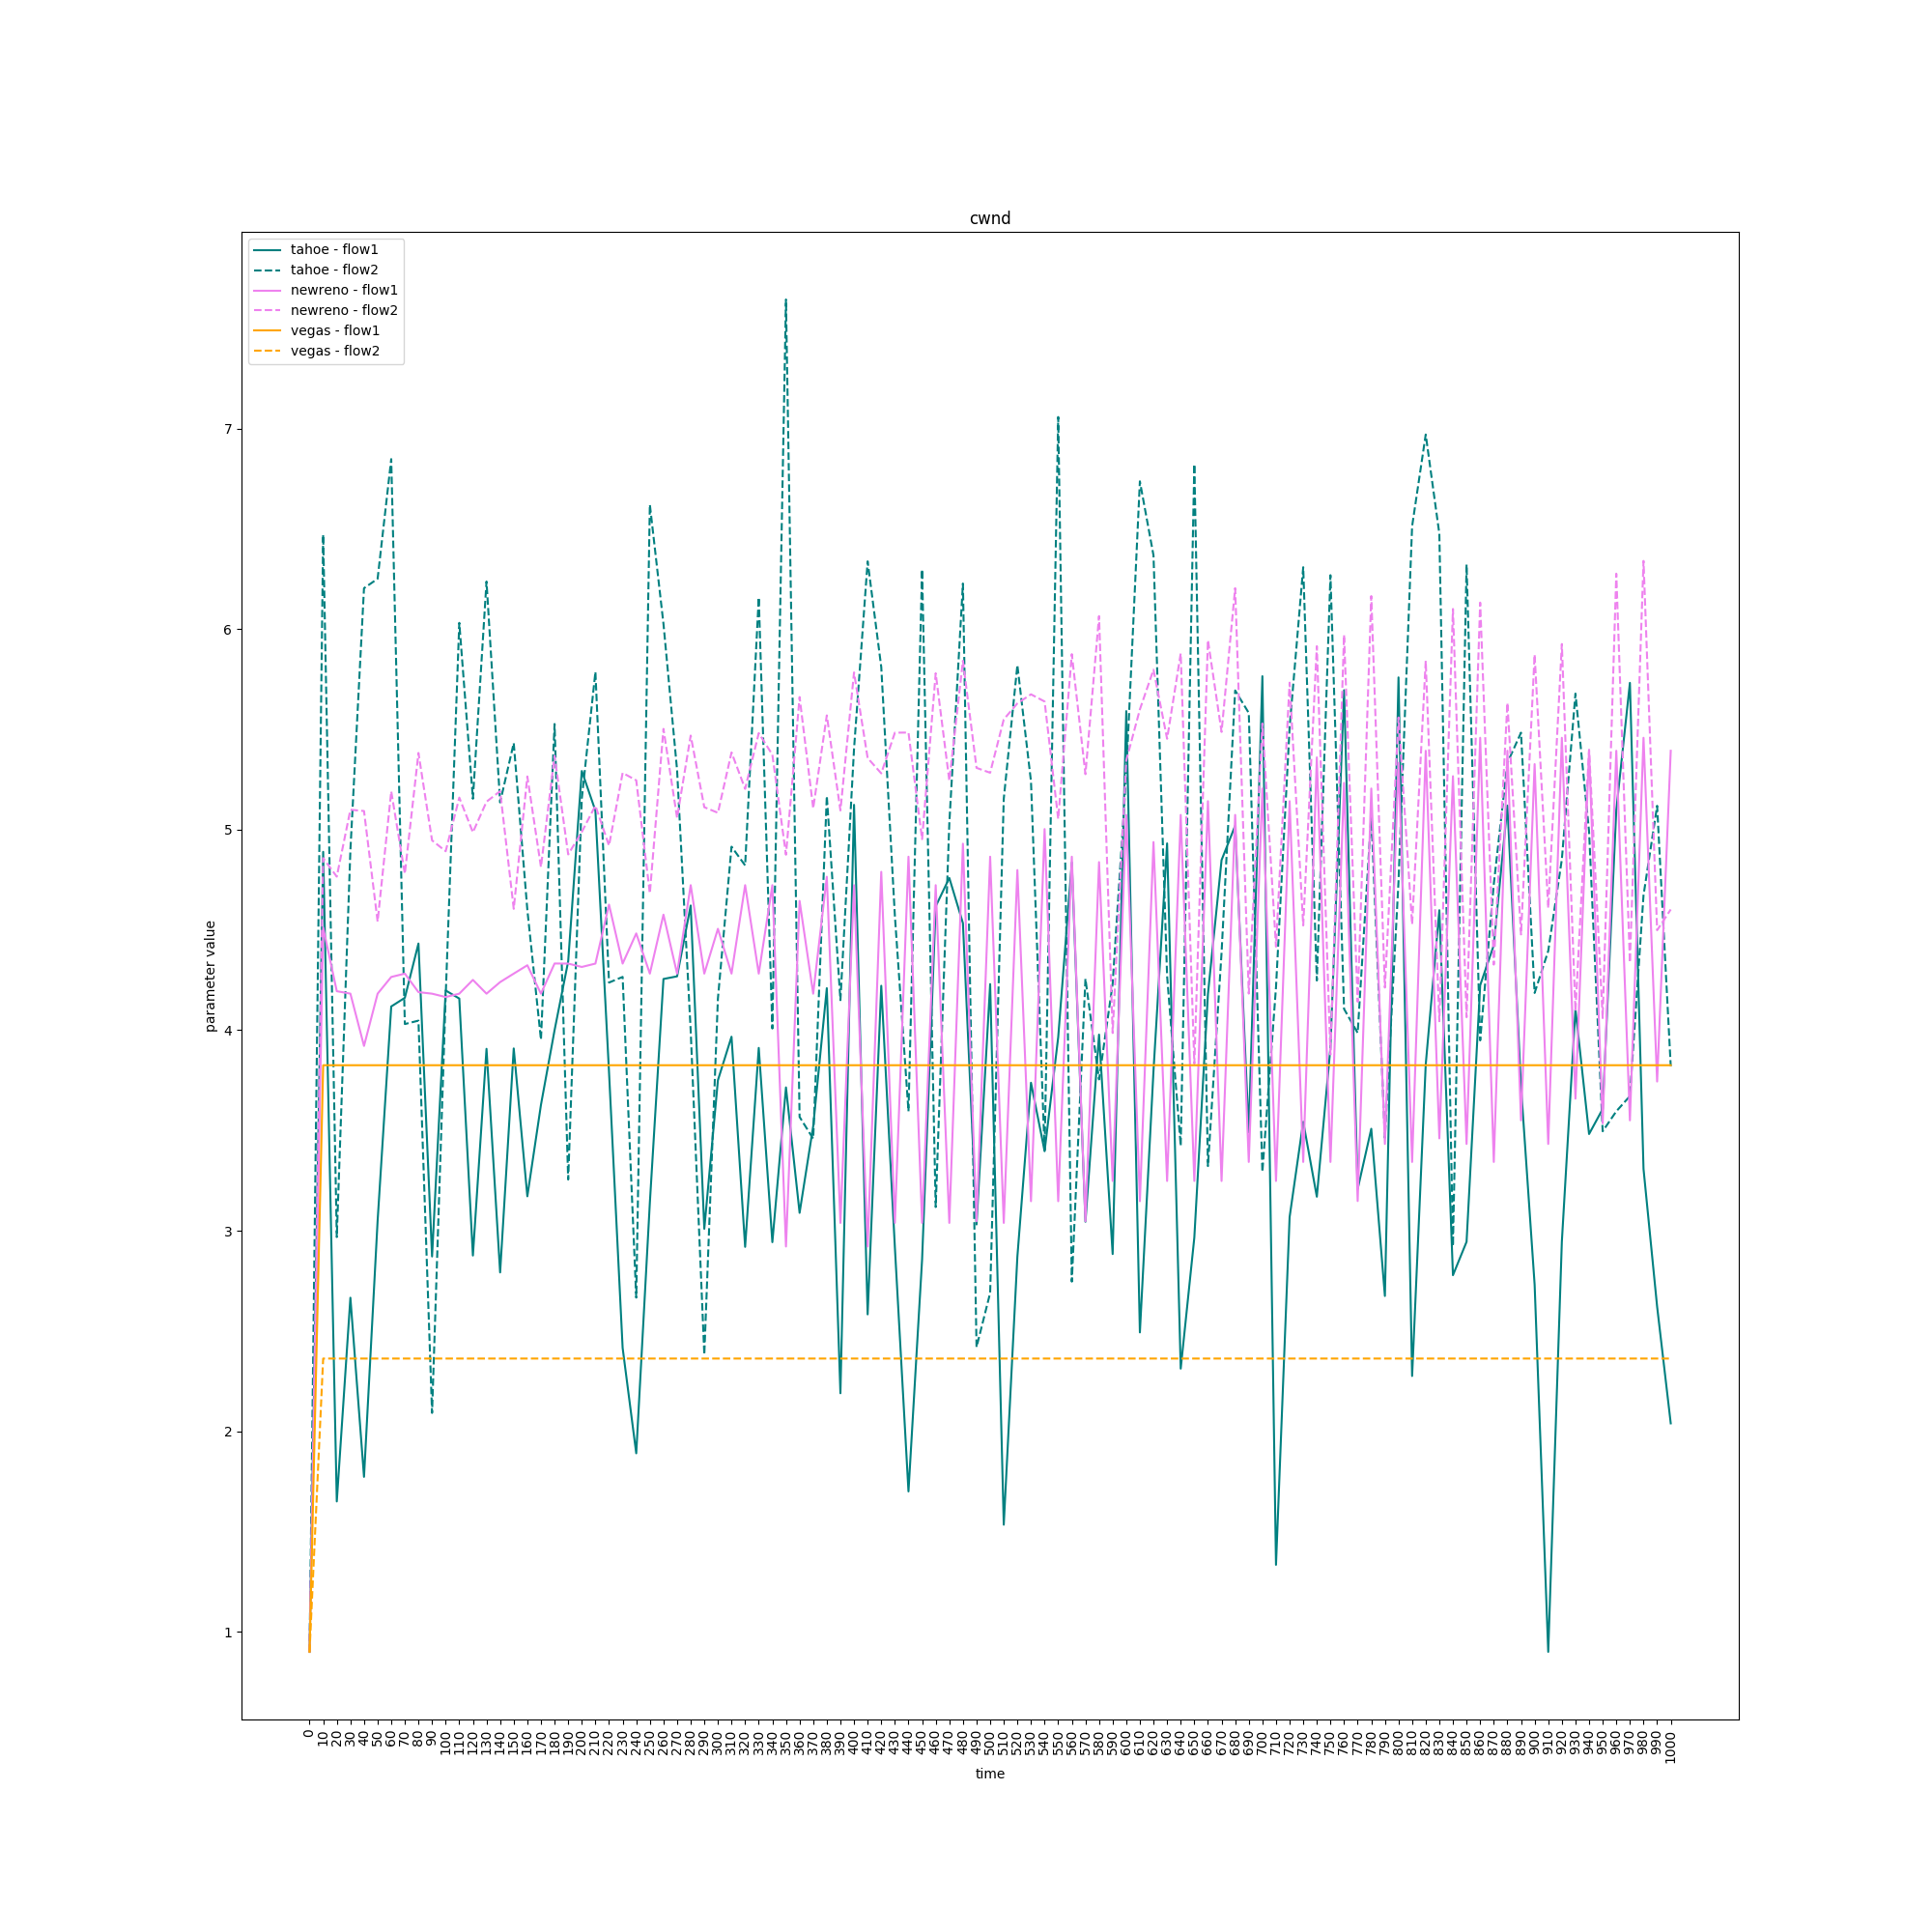 cwnd
tahoe - flow1
tahoe - flow2
newreno - flow1
newreno - flow2
vegas - flow1
vegas - flow2
parameter value
7
6
5
4
3
2
1
0 10 20 30 40 50 60 70 80 90 100 110 120 130 140 150 160 170 180 190 200 210 220 230 240 250 260 270 280 290 300 310 320 330 340 350 360 370 380 390 400 410 420 430 440 450 460 470 480 490 500 510 520 530 540 550 560 570 580 590 600 610 620 630 640 650 660 670 680 690 700 710 720 730 740 750 760 770 780 790 800 810 820 830 840 850 860 870 880 890 900 910 920 930 940 950 960 970 980 990 1000
time